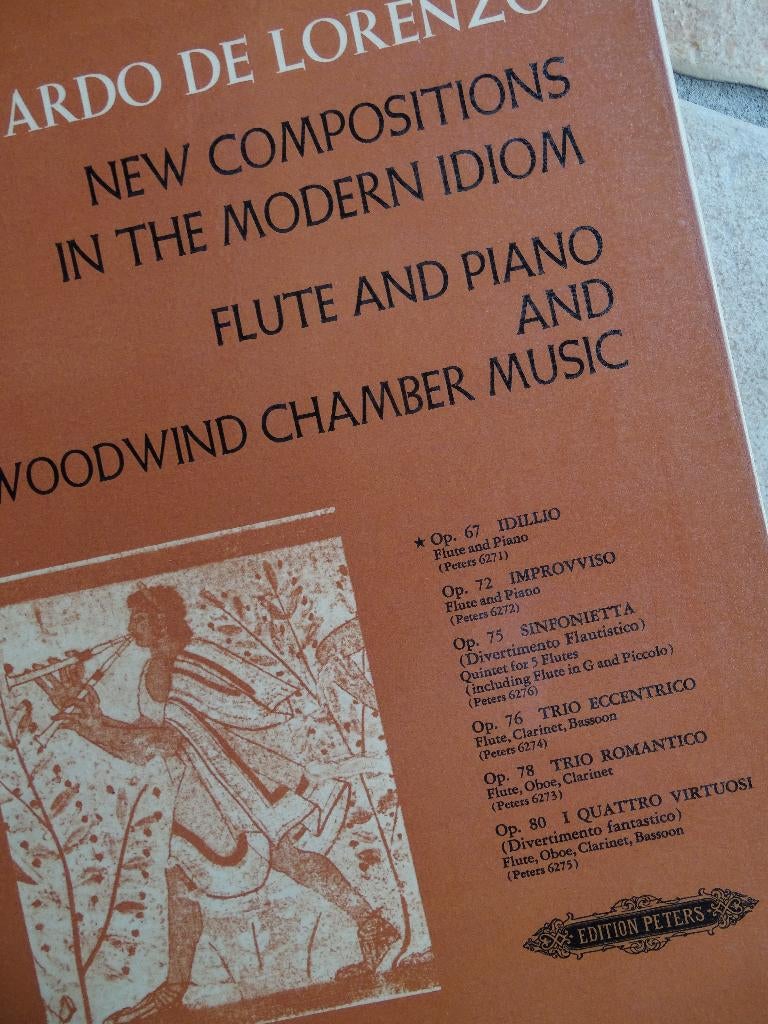 ARDO DE LORENZO
NEW COMPOSITIONS
IN THE MODERN IDIOM
FLUTE AND PIANO
AND
WOODWIND CHAMBER MUSIC
★ Op. 67 IDILLIO
Flute and Piano
(Peters 6271)
Op. 72 IMPROVVISO
Flute and Piano
(Peters 6272)
Op. 75 SINFONIETTA
(Divertimento Flautistico)
Quintet for 5 Flutes
(including Flute in G and Piccolo)
(Peters 6276)
Op. 76 TRIO ECCENTRICO
Flute, Clarinet, Bassoon
(Peters 6274)
Op. 78 TRIO ROMANTICO
Flute, Oboe, Clarinet
(Peters 6273)
Op. 80 I QUATTRO VIRTUOSI
(Divertimento fantastico)
Flute, Oboe, Clarinet, Bassoon
(Peters 6275)
EDITION PETERS